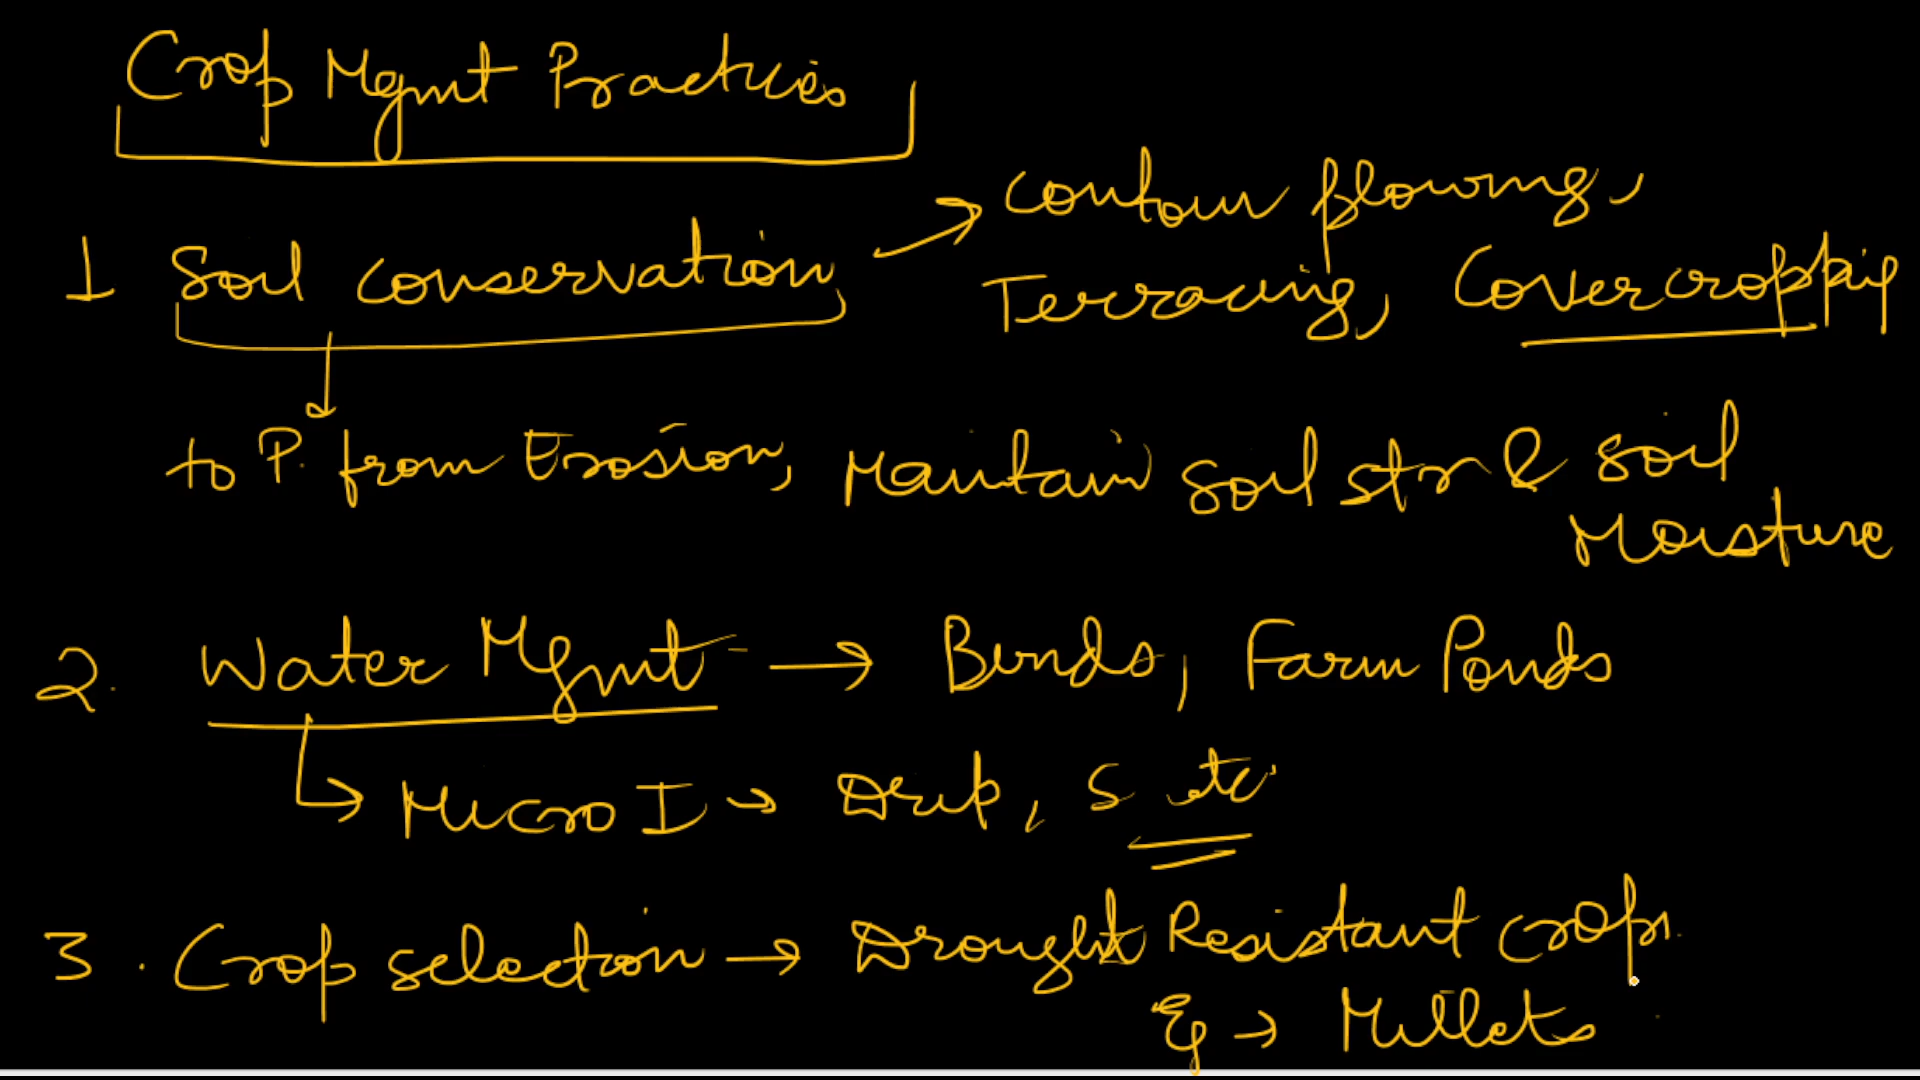 Crop Mgmt Practices
1 Soil conservation, → contour plowing,
Terracing, Covercropping
to P. from Erosion, Maintain soil str & soil
Moisture
2. Water Mgmt → Bunds, Farm Ponds
↳ Micro I → Drip, S etc
3. Crop selection → Drought Resistant crops.
Eg → Millets